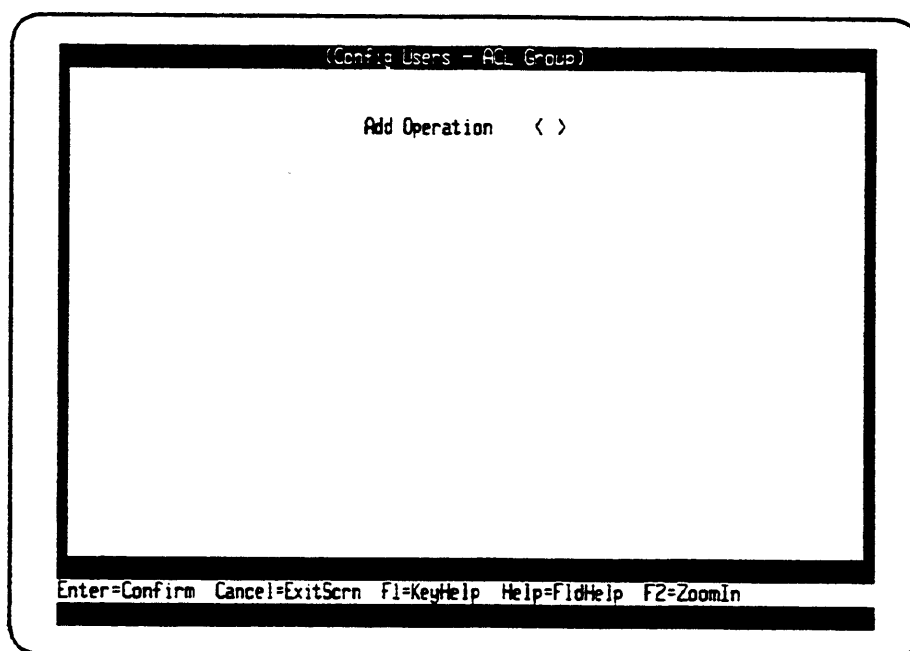 (Config Users - ACL Group)
Add Operation < >
Enter=Confirm Cancel=ExitScrn F1=KeyHelp Help=FldHelp F2=ZoomIn